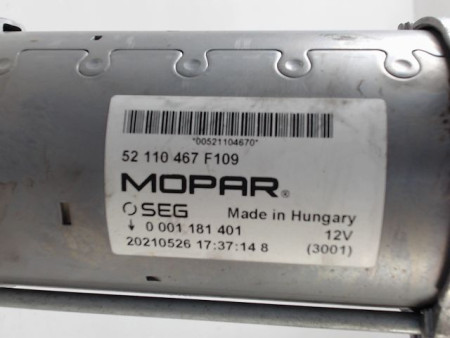 *00521104670*
52 110 467 F109
MOPAR®
SEG Made in Hungary
↓ 0 001 181 401 12V
20210526 17:37:14 8 (3001)